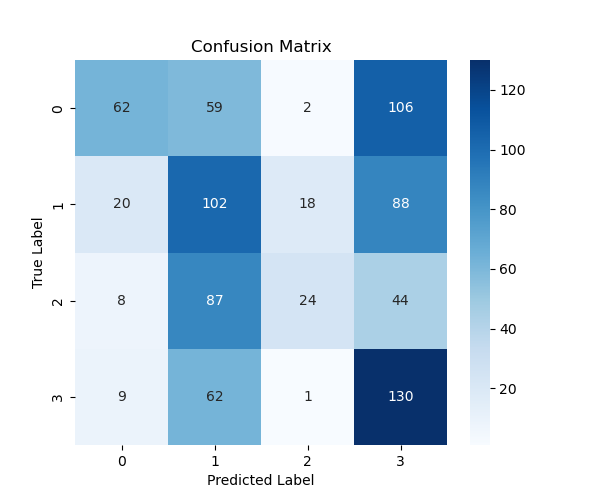 Confusion Matrix
0 62 59 2 106
1 20 102 18 88
2 8 87 24 44
3 9 62 1 130
0 1 2 3
Predicted Label
True Label
120
100
80
60
40
20